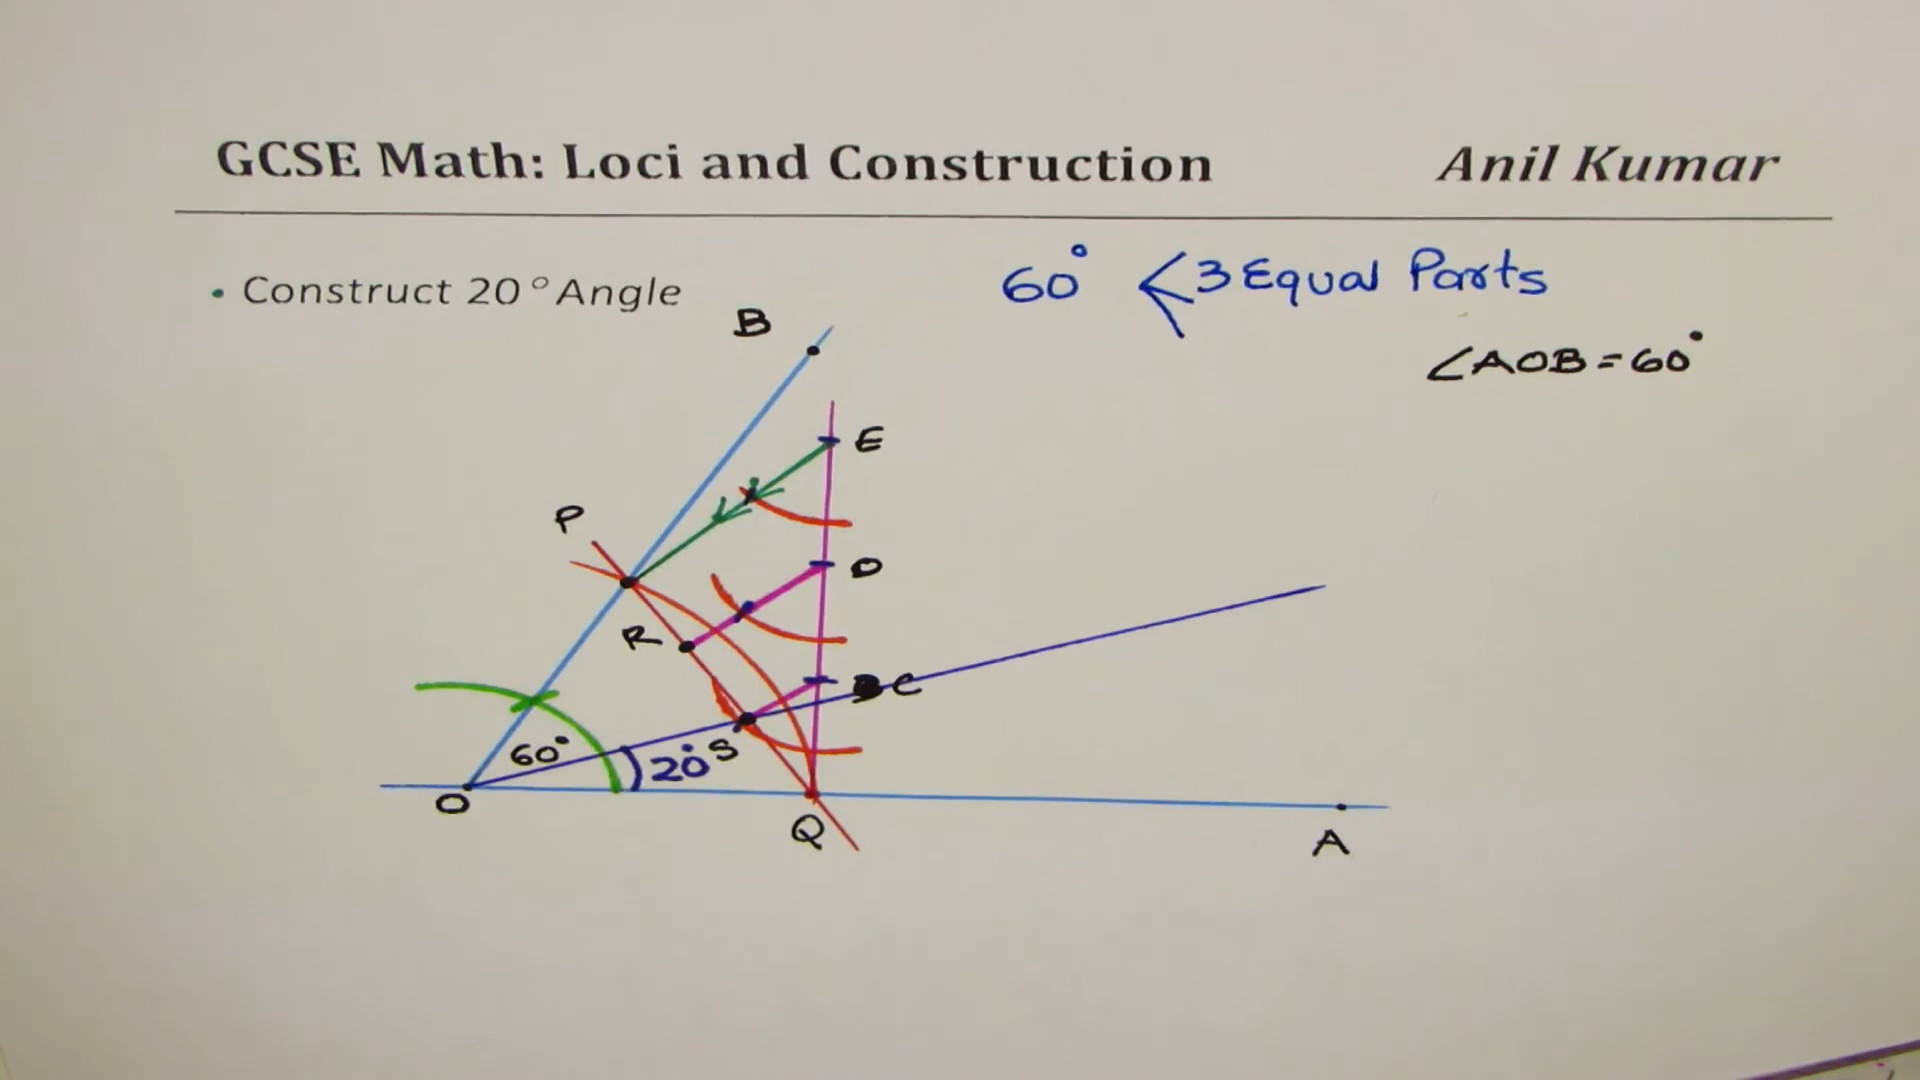 GCSE Math: Loci and Construction Anil Kumar
• Construct 20° Angle
60° < 3 Equal Parts
∠AOB = 60°
B
E
P
D
R
C
60°
20°
S
O
Q
A